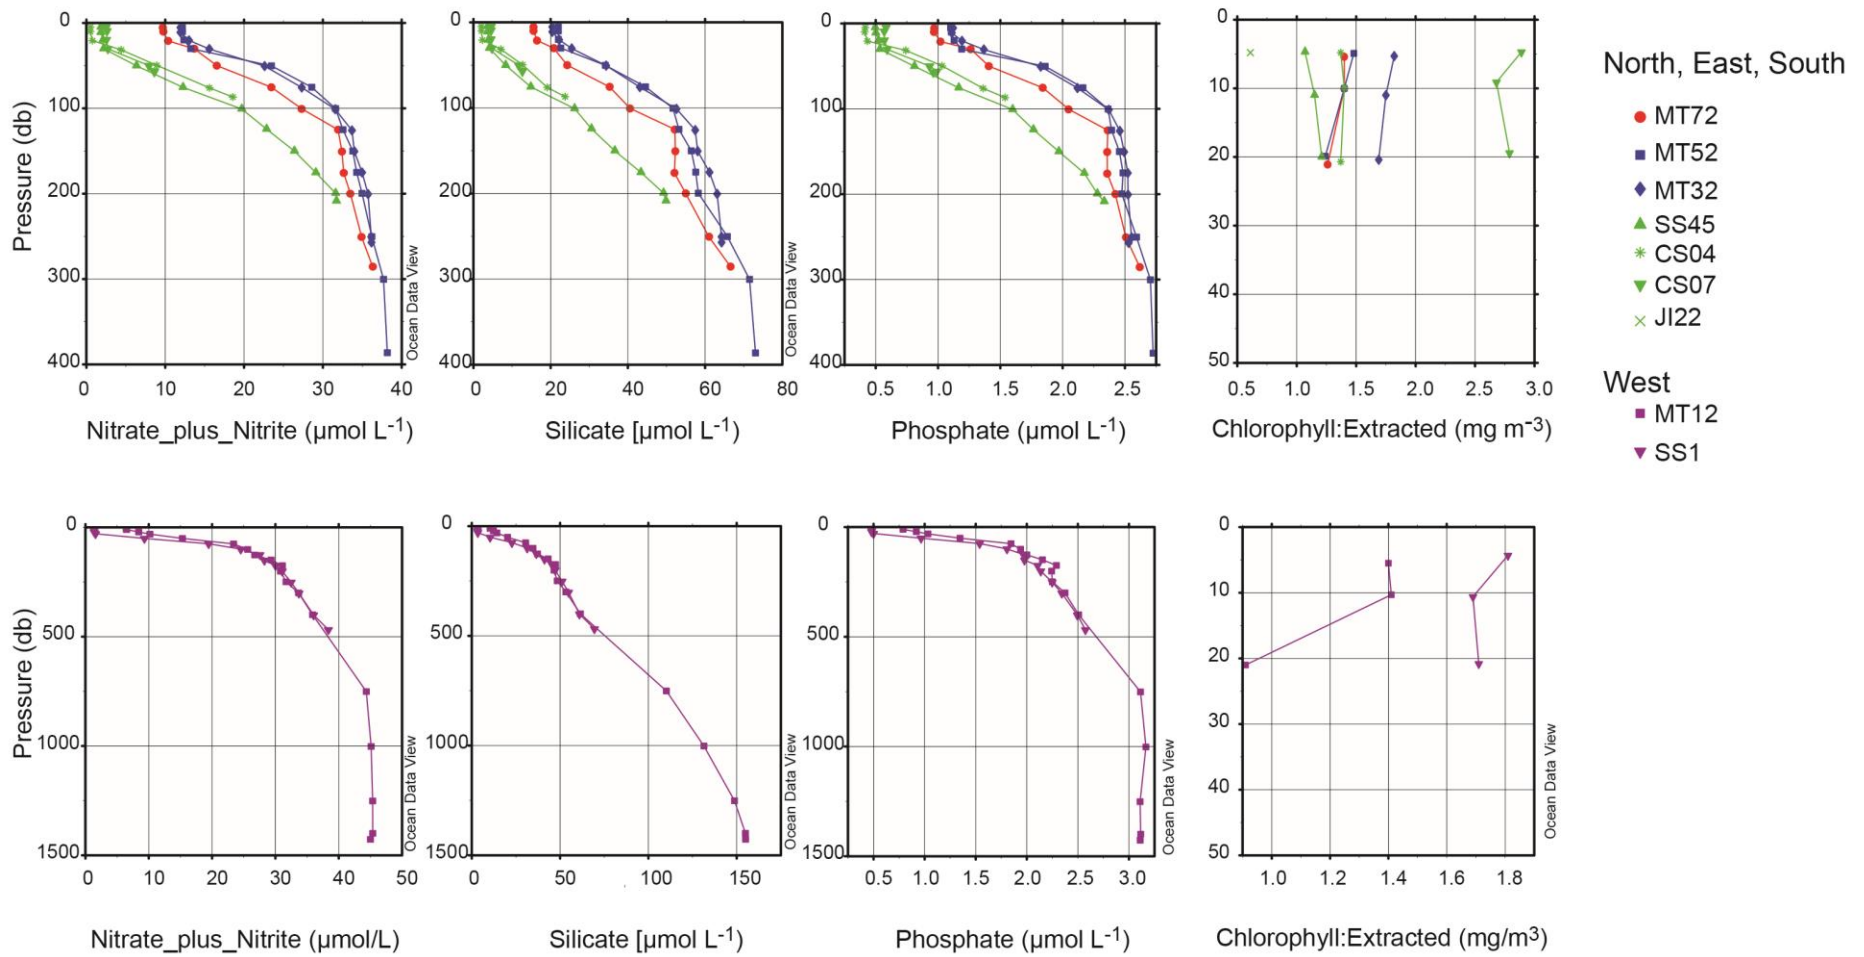 0
100
200
300
400
Pressure (db)
0 10 20 30 40
Nitrate_plus_Nitrite (µmol L-1)
Ocean Data View
0
100
200
300
400
0 20 40 60 80
Silicate [µmol L-1)
Ocean Data View
0
100
200
300
400
0.5 1.0 1.5 2.0 2.5
Phosphate (µmol L-1)
0
10
20
30
40
50
0.6 1.0 1.5 2.0 2.5 3.0
Chlorophyll:Extracted (mg m-3)
North, East, South
MT72
MT52
MT32
SS45
CS04
CS07
JI22
West
MT12
SS1
0
500
1000
1500
Pressure (db)
0 10 20 30 40 50
Nitrate_plus_Nitrite (µmol/L)
Ocean Data View
0
500
1000
1500
0 50 100 150
Silicate [µmol L-1)
Ocean Data View
0
500
1000
1500
0.5 1.0 1.5 2.0 2.5 3.0
Phosphate (µmol L-1)
Ocean Data View
0
10
20
30
40
50
1.0 1.2 1.4 1.6 1.8
Chlorophyll:Extracted (mg/m3)
Ocean Data View